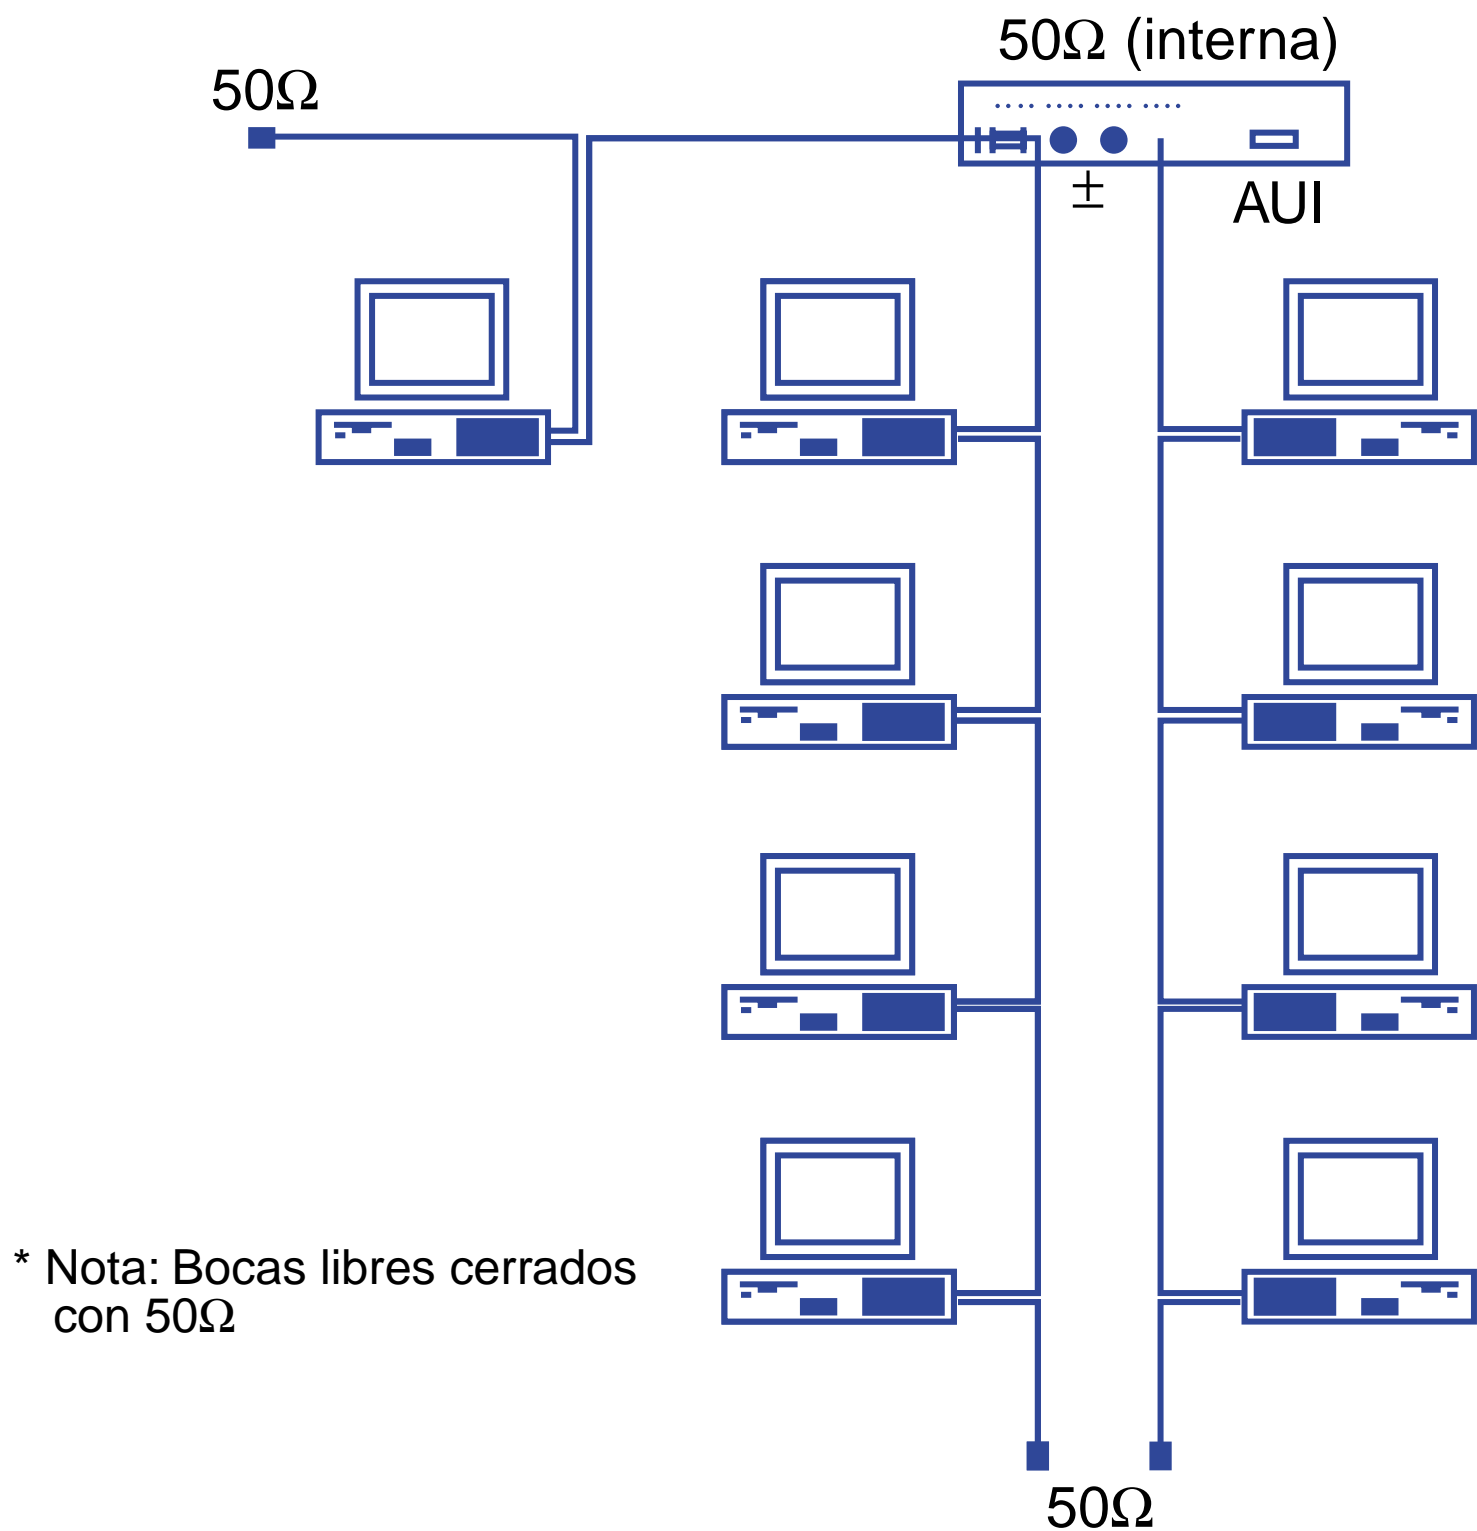 50Ω (interna)
50Ω
±
AUI
* Nota: Bocas libres cerrados
con 50Ω
50Ω